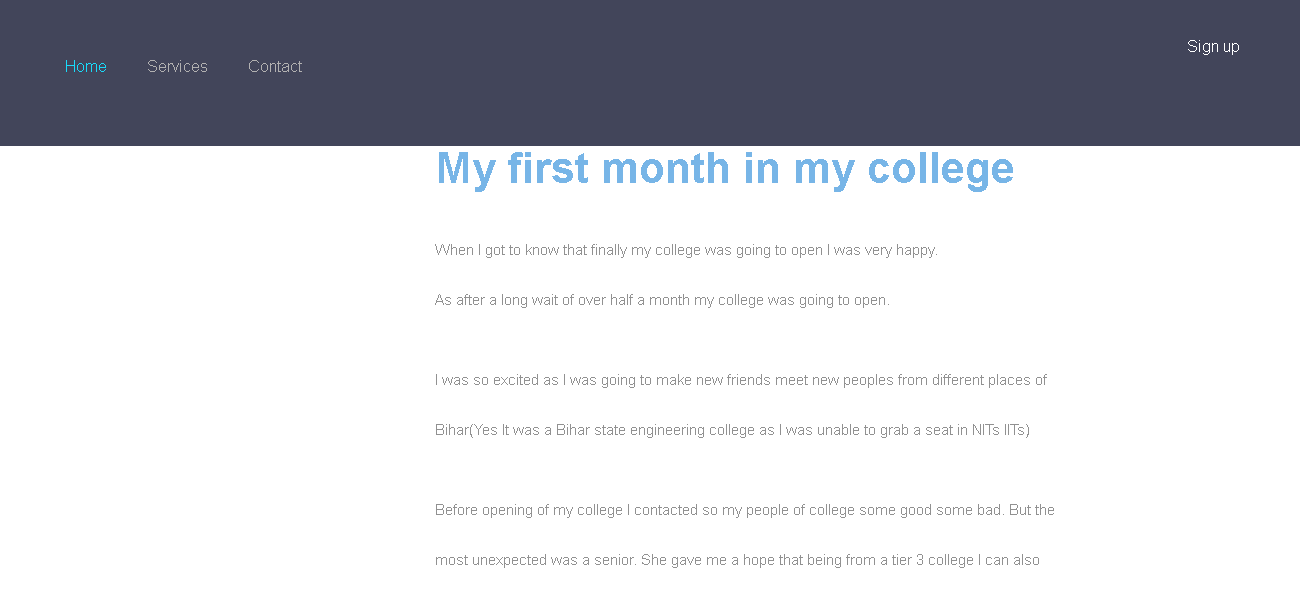 Home Services Contact Sign up
My first month in my college
When I got to know that finally my college was going to open I was very happy.
As after a long wait of over half a month my college was going to open.
I was so excited as I was going to make new friends meet new peoples from different places of
Bihar(Yes It was a Bihar state engineering college as I was unable to grab a seat in NITs IITs)
Before opening of my college I contacted so my people of college some good some bad. But the
most unexpected was a senior. She gave me a hope that being from a tier 3 college I can also